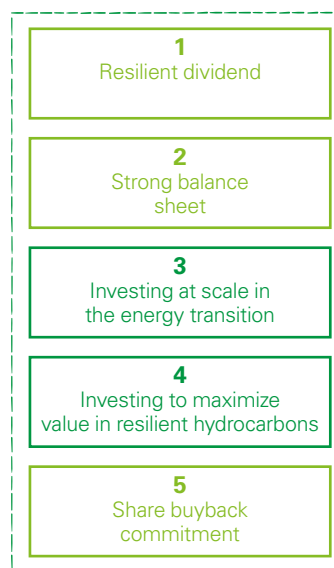 1
Resilient dividend
2
Strong balance
sheet
3
Investing at scale in
the energy transition
4
Investing to maximize
value in resilient hydrocarbons
5
Share buyback
commitment